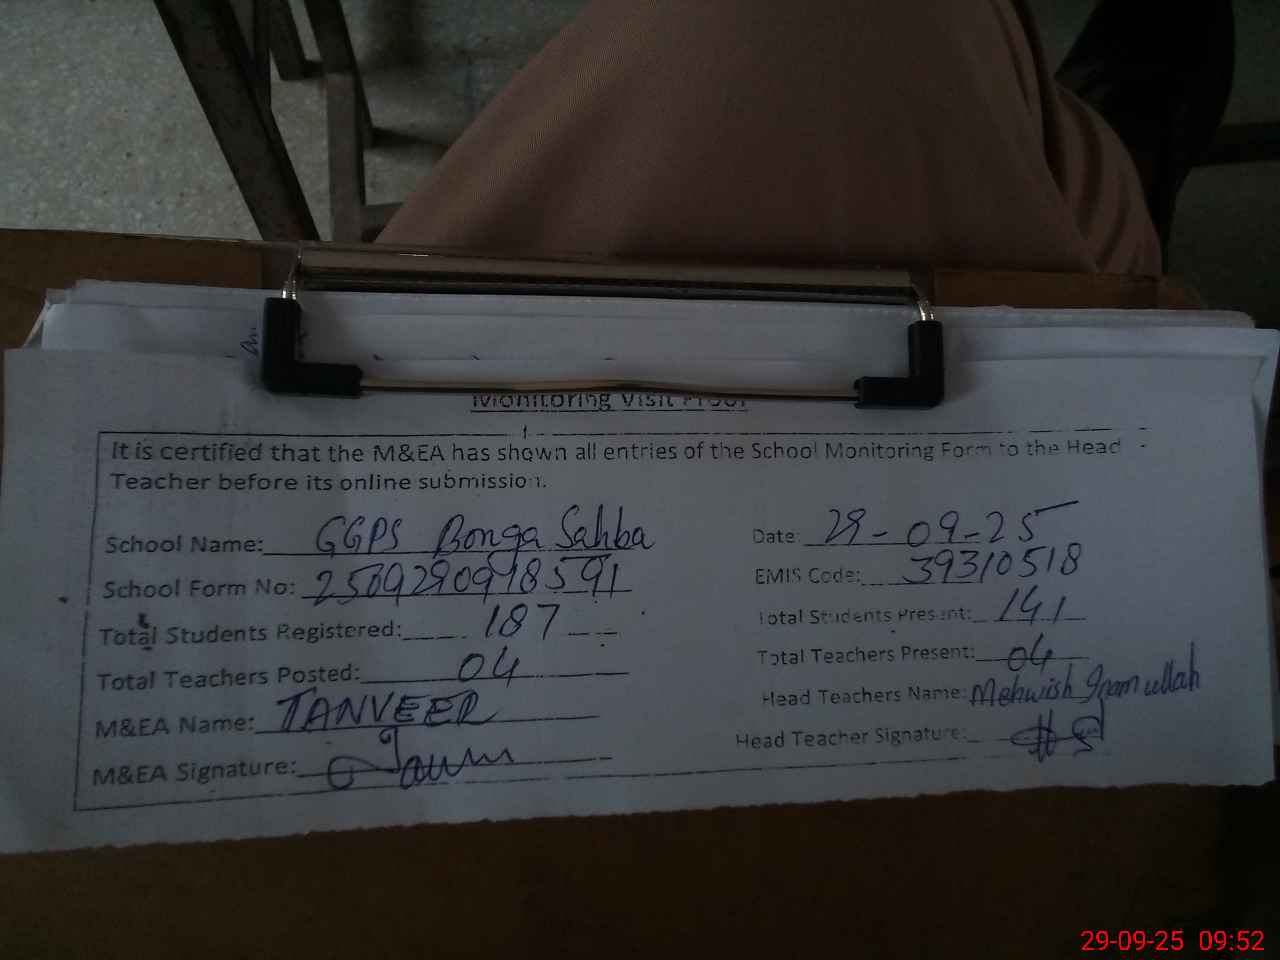 Monitoring Visit Proof
It is certified that the M&EA has shown all entries of the School Monitoring Form to the Head
Teacher before its online submission.
School Name: GGPS Bonga Sahba
Date: 29-09-25
School Form No: 2509290918591
EMIS Code: 39310518
Total Students Registered: 187
Total Students Present: 141
Total Teachers Posted: 04
Total Teachers Present: 04
M&EA Name: TANVEER
Head Teachers Name: Mehwish Inamullah
M&EA Signature:
Head Teacher Signature:
29-09-25 09:52